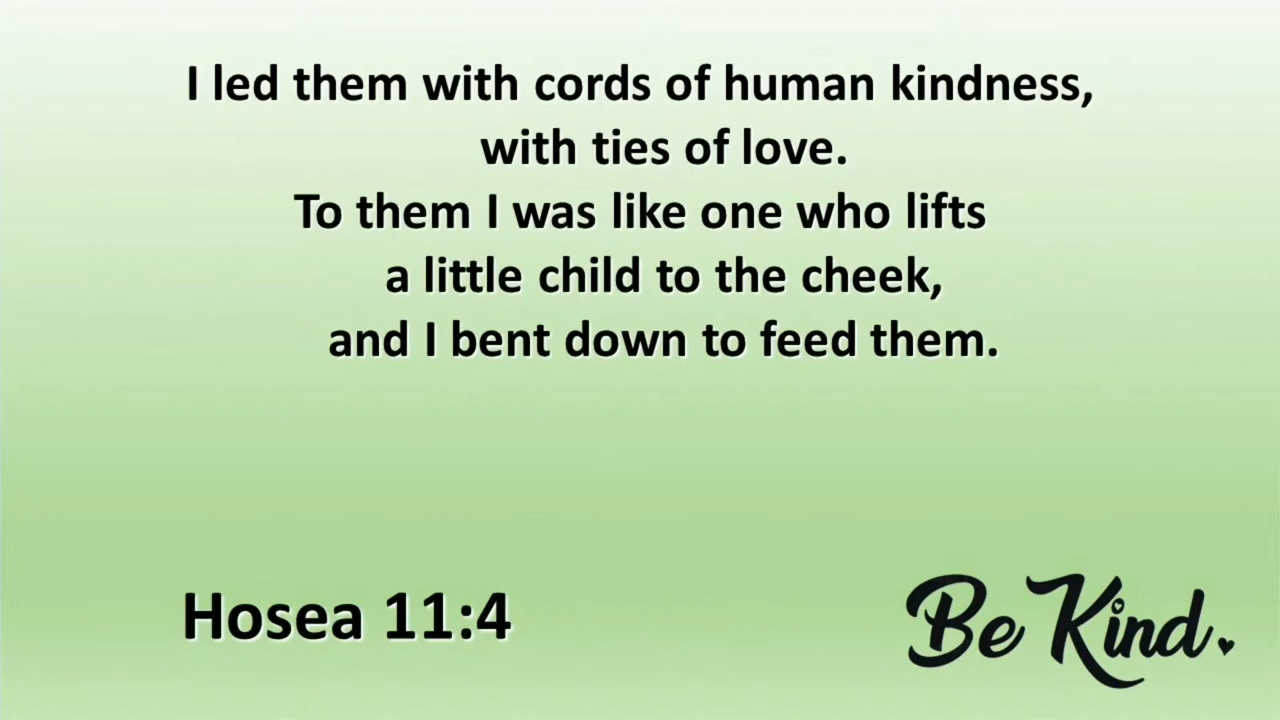 I led them with cords of human kindness,
with ties of love.
To them I was like one who lifts
a little child to the cheek,
and I bent down to feed them.
Hosea 11:4
Be Kind.